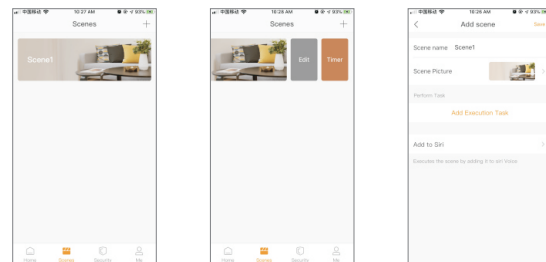 中国移动 10:27 AM 93%
Scenes
Scene1
Home Scenes Security Me
中国移动 10:28 AM 93%
Scenes
Edit Timer
Home Scenes Security Me
中国移动 10:26 AM 93%
Add scene Save
Scene name Scene1
Scene Picture
Perform Task
Add Execution Task
Add to Siri
Executes the scene by adding it to siri